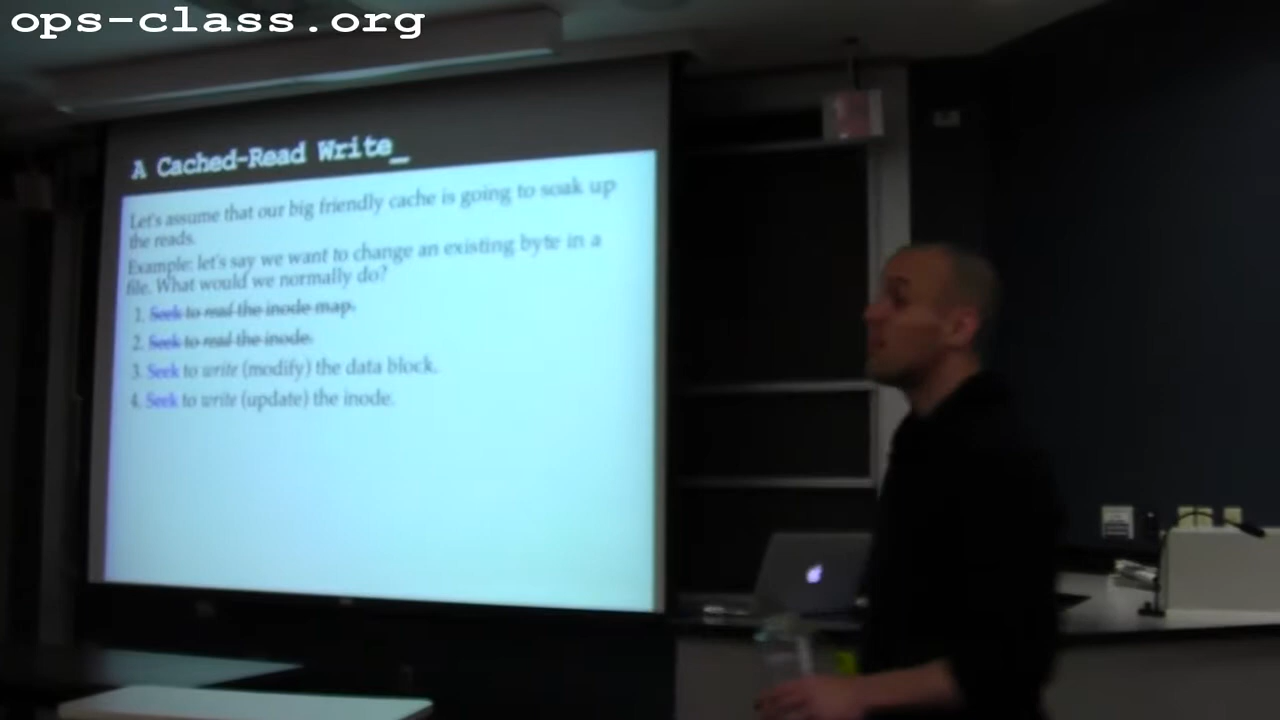 ops-class.org
A Cached-Read Write_
Let's assume that our big friendly cache is going to soak up
the reads.
Example: let's say we want to change an existing byte in a
file. What would we normally do?
1. Seek to read the inode map.
2. Seek to read the inode.
3. Seek to write (modify) the data block.
4. Seek to write (update) the inode.